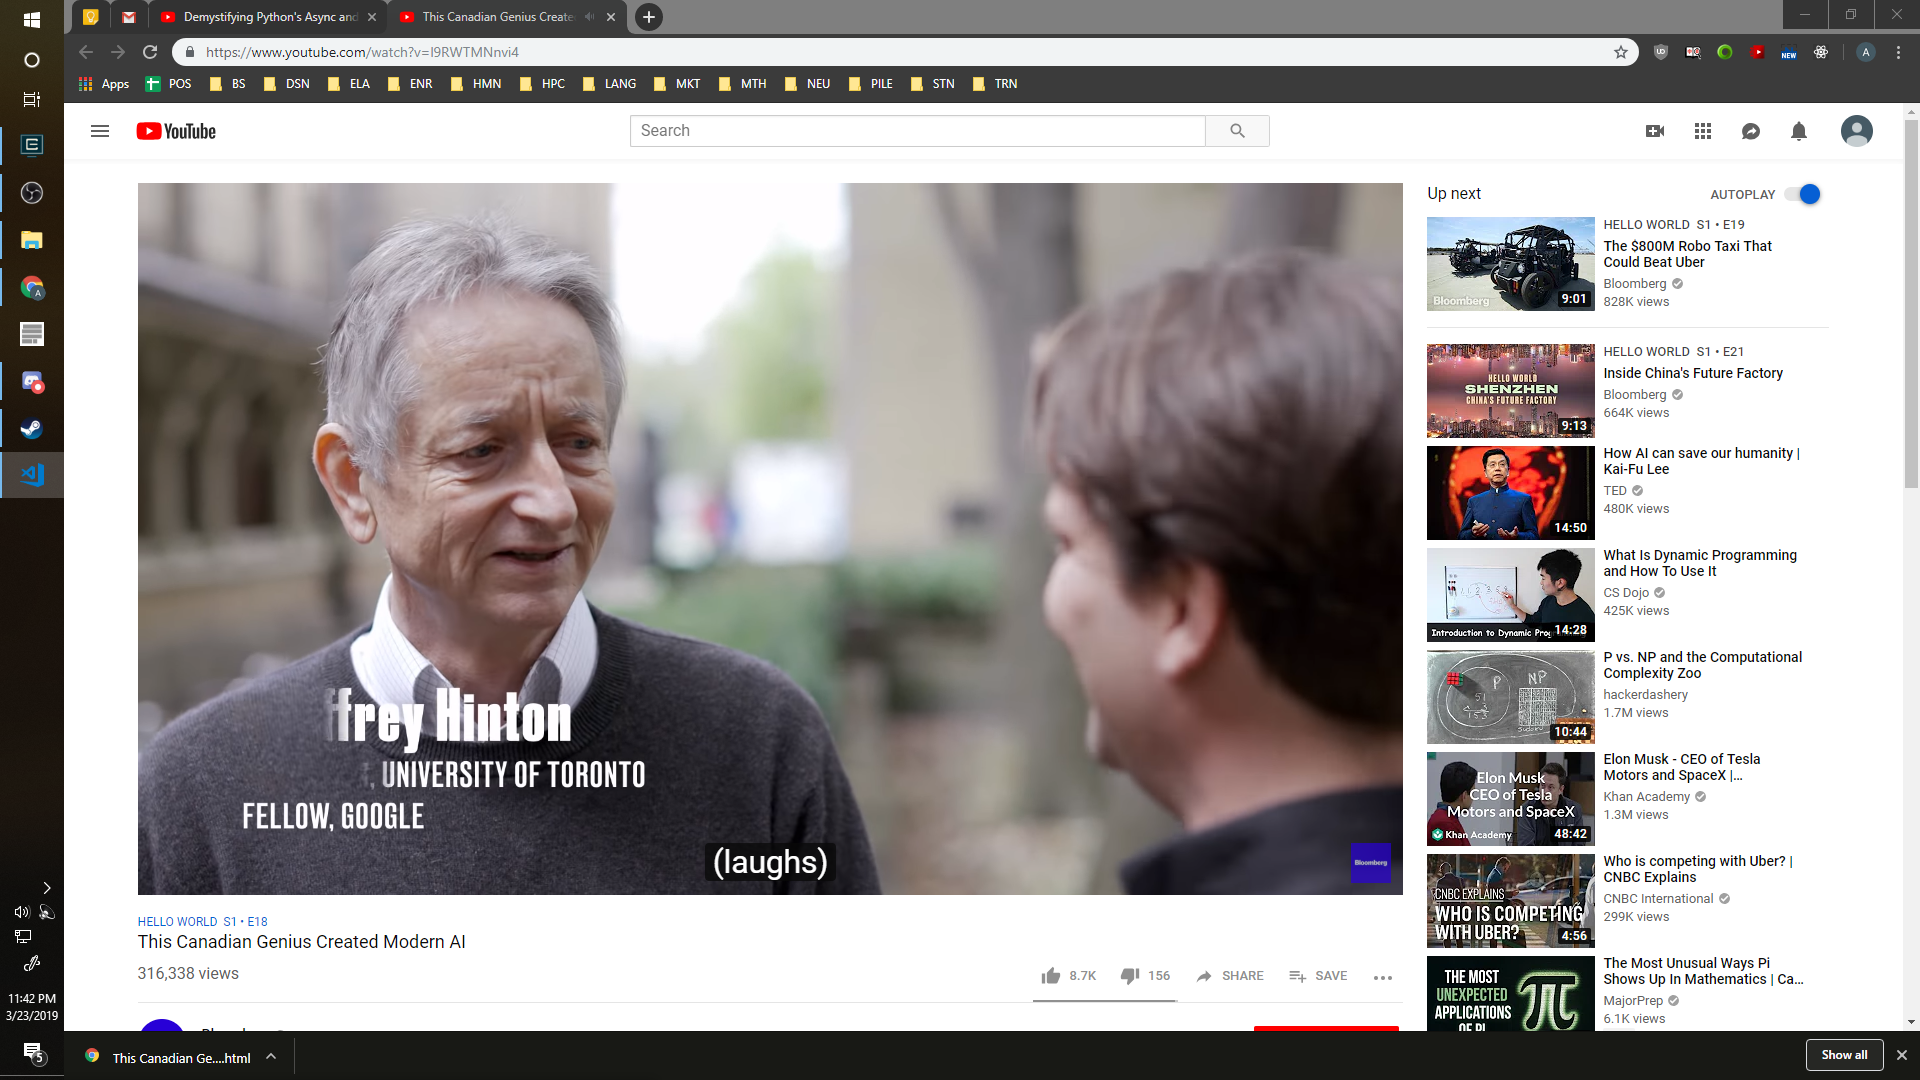 Demystifying Python's Async and
This Canadian Genius Create
https://www.youtube.com/watch?v=I9RWTMNnvi4
A
Apps
POS
BS
DSN
ELA
ENR
HMN
HPC
LANG
MKT
MTH
NEU
PILE
STN
TRN
YouTube
Search
ffrey Hinton
, UNIVERSITY OF TORONTO
FELLOW, GOOGLE
(laughs)
Bloomberg
HELLO WORLD S1 • E18
This Canadian Genius Created Modern AI
316,338 views
8.7K
156
SHARE
SAVE
Up next
AUTOPLAY
Bloomberg
9:01
HELLO WORLD S1 • E19
The $800M Robo Taxi That
Could Beat Uber
Bloomberg
828K views
HELLO WORLD
SHENZHEN
CHINA'S FUTURE FACTORY
9:13
HELLO WORLD S1 • E21
Inside China's Future Factory
Bloomberg
664K views
14:50
How AI can save our humanity |
Kai-Fu Lee
TED
480K views
Introduction to Dynamic Prog
14:28
What Is Dynamic Programming
and How To Use It
CS Dojo
425K views
P
NP
10:44
P vs. NP and the Computational
Complexity Zoo
hackerdashery
1.7M views
Elon Musk
CEO of Tesla
Motors and SpaceX
Khan Academy
48:42
Elon Musk - CEO of Tesla
Motors and SpaceX |...
Khan Academy
1.3M views
CNBC EXPLAINS
WHO IS COMPETING
WITH UBER?
4:56
Who is competing with Uber? |
CNBC Explains
CNBC International
299K views
THE MOST
UNEXPECTED
APPLICATIONS
OF PI
The Most Unusual Ways Pi
Shows Up In Mathematics | Ca...
MajorPrep
6.1K views
11:42 PM
3/23/2019
5
This Canadian Ge....html
Show all